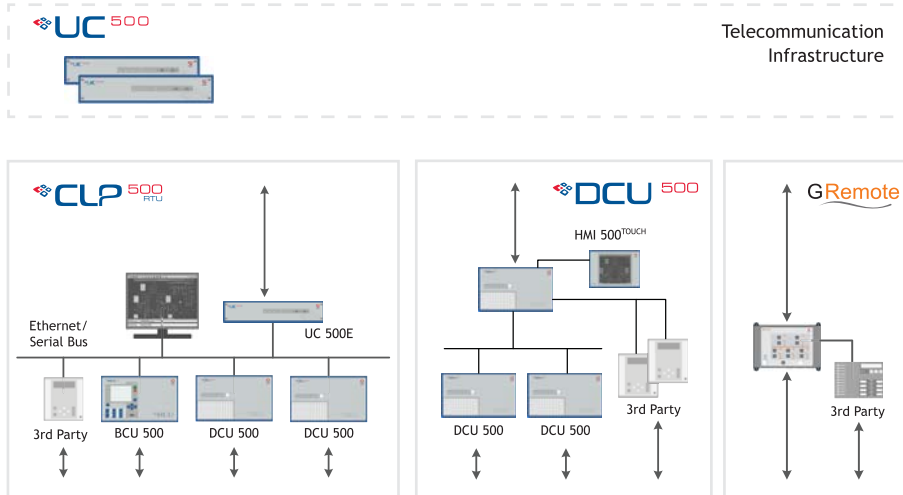 UC 500
Telecommunication
Infrastructure
CLP 500
RTU
DCU 500
GRemote
HMI 500TOUCH
Ethernet/
Serial Bus
UC 500E
3rd Party
BCU 500
DCU 500
DCU 500
DCU 500
DCU 500
3rd Party
3rd Party